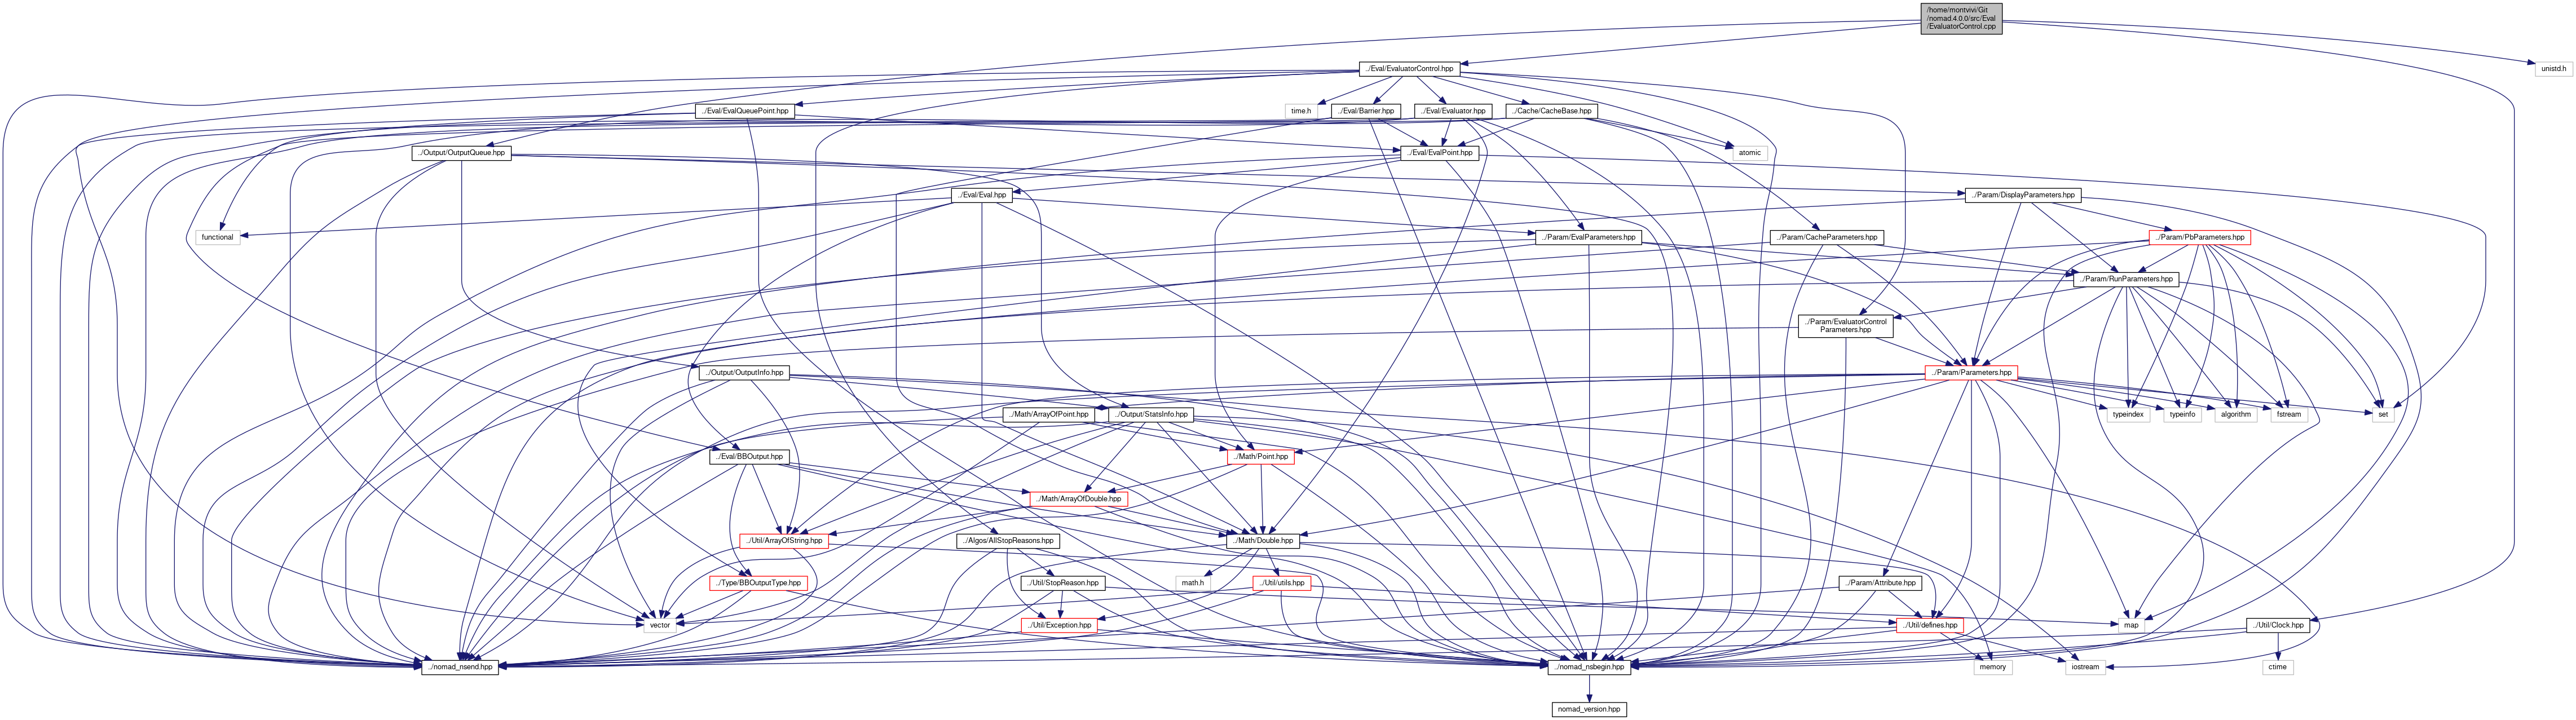 /home/montvivi/Git
/nomad.4.0.0/src/Eval
/EvaluatorControl.cpp
../Eval/EvaluatorControl.hpp
unistd.h
../Eval/EvalQueuePoint.hpp
time.h
../Eval/Barrier.hpp
../Eval/Evaluator.hpp
../Cache/CacheBase.hpp
../Output/OutputQueue.hpp
../Eval/EvalPoint.hpp
atomic
../Eval/Eval.hpp
../Param/DisplayParameters.hpp
functional
../Param/EvalParameters.hpp
../Param/CacheParameters.hpp
../Param/PbParameters.hpp
../Param/RunParameters.hpp
../Param/EvaluatorControl
Parameters.hpp
../Output/OutputInfo.hpp
../Param/Parameters.hpp
../Math/ArrayOfPoint.hpp
../Output/StatsInfo.hpp
typeindex
typeinfo
algorithm
fstream
set
../Eval/BBOutput.hpp
../Math/Point.hpp
../Math/ArrayOfDouble.hpp
../Util/ArrayOfString.hpp
../Algos/AllStopReasons.hpp
../Math/Double.hpp
../Type/BBOutputType.hpp
../Util/StopReason.hpp
math.h
../Util/utils.hpp
../Param/Attribute.hpp
vector
../Util/Exception.hpp
../Util/defines.hpp
map
../Util/Clock.hpp
../nomad_nsend.hpp
../nomad_nsbegin.hpp
memory
iostream
ctime
nomad_version.hpp